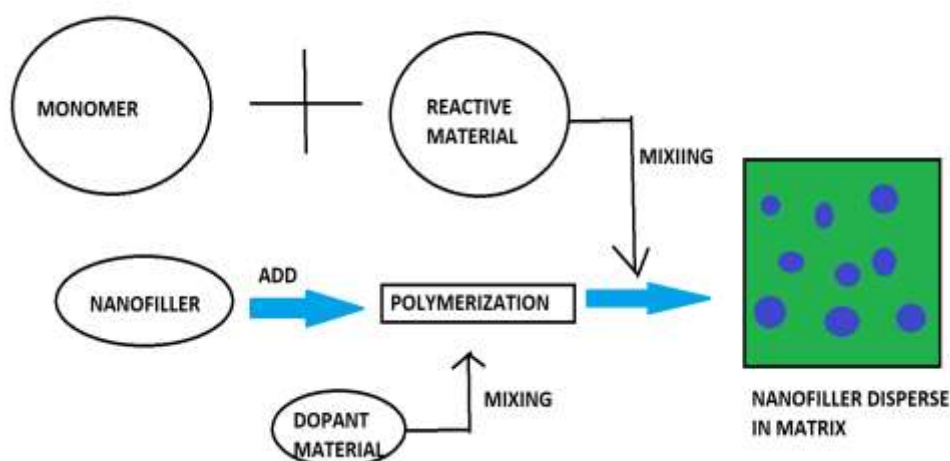 MONOMER
REACTIVE
MATERIAL
MIXIING
ADD
NANOFILLER
POLYMERIZATION
MIXING
DOPANT
MATERIAL
NANOFILLER DISPERSE
IN MATRIX